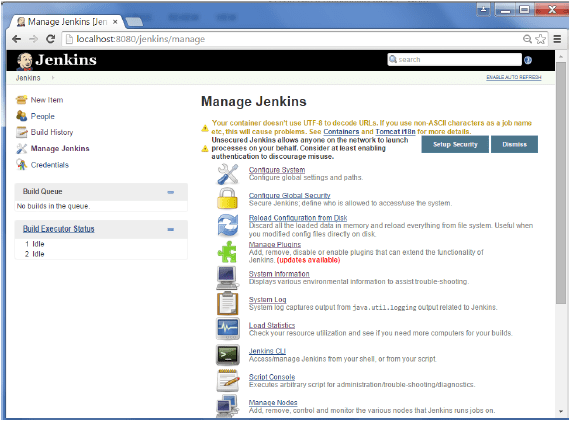 Manage Jenkins [Jen
localhost:8080/jenkins/manage
Jenkins
search
Jenkins
ENABLE AUTO REFRESH
New Item
People
Build History
Manage Jenkins
Credentials
Build Queue
No builds in the queue.
Build Executor Status
1 Idle
2 Idle
Manage Jenkins
Your container doesn't use UTF-8 to decode URLs. If you use non-ASCII characters as a job name
etc, this will cause problems. See Containers and Tomcat i18n for more details.
Unsecured Jenkins allows anyone on the network to launch
processes on your behalf. Consider at least enabling
authentication to discourage misuse.
Setup Security
Dismiss
Configure System
Configure global settings and paths.
Configure Global Security
Secure Jenkins; define who is allowed to access/use the system.
Reload Configuration from Disk
Discard all the loaded data in memory and reload everything from file system. Useful when
you modified config files directly on disk.
Manage Plugins
Add, remove, disable or enable plugins that can extend the functionality of
Jenkins. (updates available)
System Information
Displays various environmental information to assist trouble-shooting.
System Log
System log captures output from java.util.logging output related to Jenkins.
Load Statistics
Check your resource utilization and see if you need more computers for your builds.
Jenkins CLI
Access/manage Jenkins from your shell, or from your script.
Script Console
Executes arbitrary script for administration/trouble-shooting/diagnostics.
Manage Nodes
Add, remove, control and monitor the various nodes that Jenkins runs jobs on.